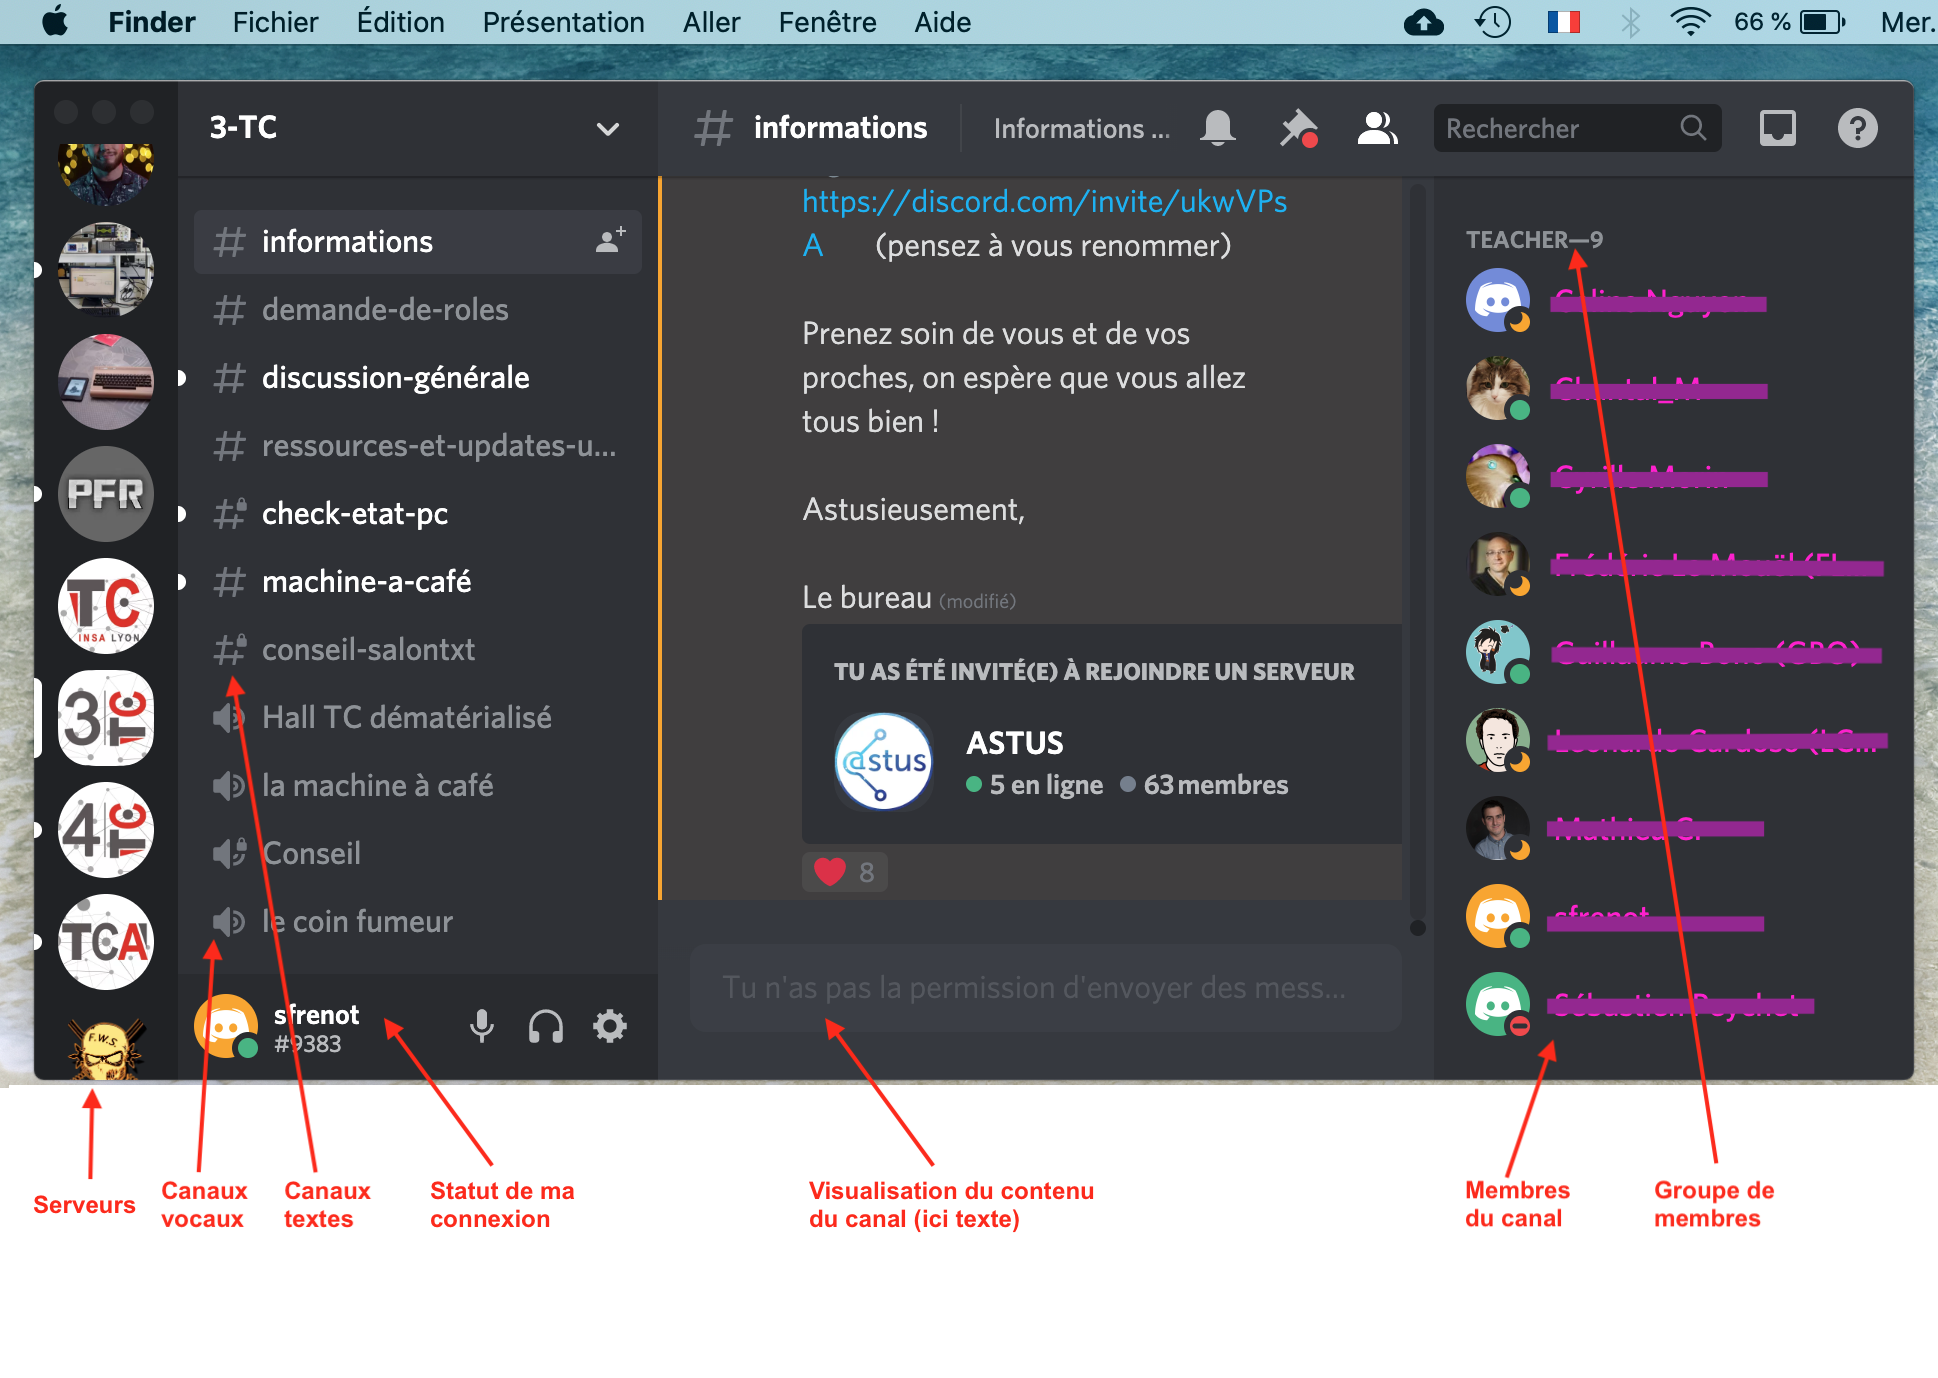 Finder Fichier Édition Présentation Aller Fenêtre Aide 66 % Mer.
3-TC
# informations
Informations ...
Rechercher
?
informations
demande-de-roles
discussion-générale
ressources-et-updates-u...
check-etat-pc
machine-a-café
conseil-salontxt
Hall TC dématérialisé
la machine à café
Conseil
le coin fumeur
PFR
TC
INSA LYON
3TC
4TC
TCA
F.W.S.
sfrenot
#9383
https://discord.com/invite/ukwVPs
A (pensez à vous renommer)
Prenez soin de vous et de vos
proches, on espère que vous allez
tous bien !
Astusieusement,
Le bureau (modifié)
TU AS ÉTÉ INVITÉ(E) À REJOINDRE UN SERVEUR
astus
ASTUS
5 en ligne 63 membres
8
Tu n'as pas la permission d'envoyer des mess...
TEACHER—9
sfrenot
Serveurs
Canaux
vocaux
Canaux
textes
Statut de ma
connexion
Visualisation du contenu
du canal (ici texte)
Membres
du canal
Groupe de
membres